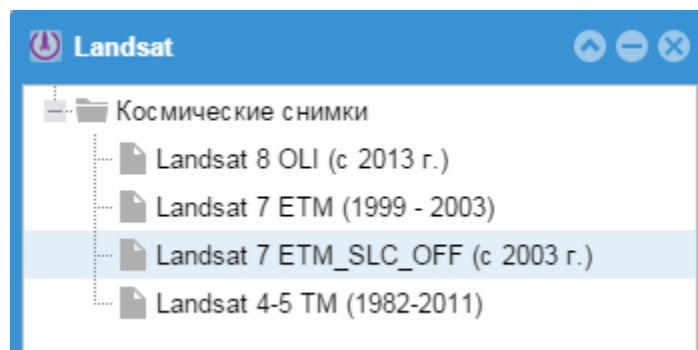 Landsat
Космические снимки
Landsat 8 OLI (с 2013 г.)
Landsat 7 ETM (1999 - 2003)
Landsat 7 ETM_SLC_OFF (с 2003 г.)
Landsat 4-5 TM (1982-2011)